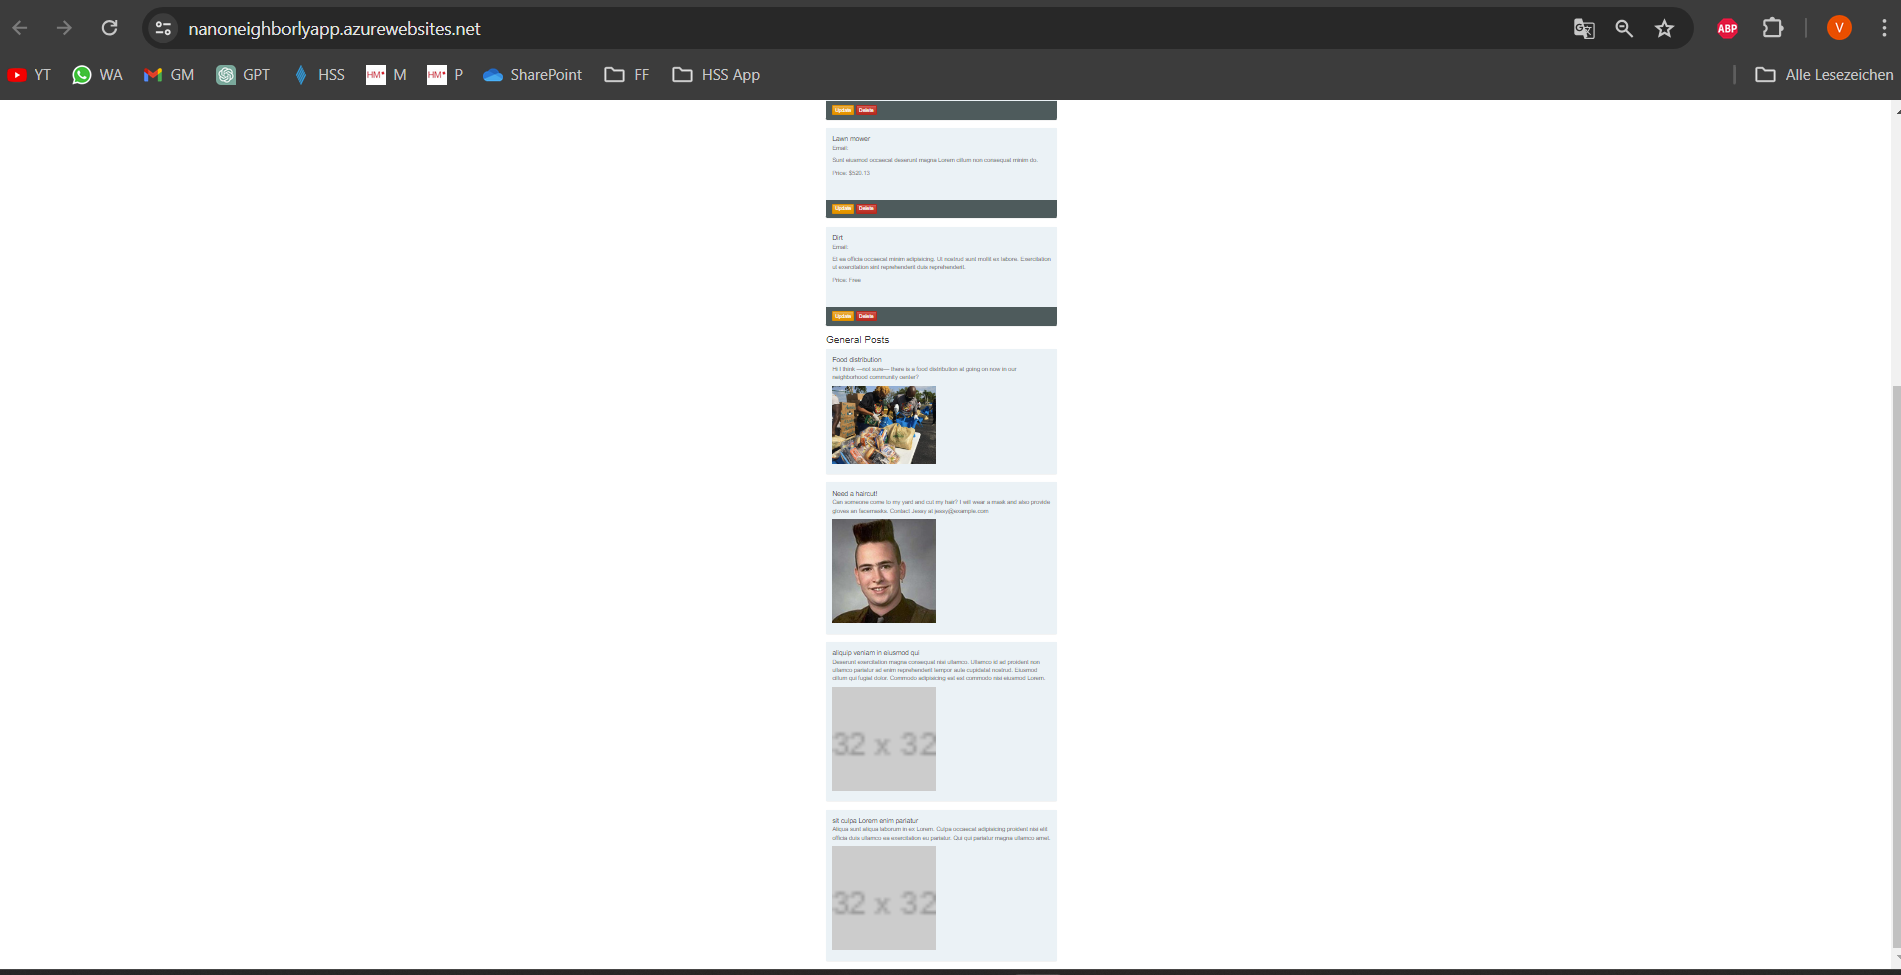 nanoneighborlyapp.azurewebsites.net
ABP
V
YT
WA
GM
GPT
HSS
HM
M
HM
P
SharePoint
FF
HSS App
Alle Lesezeichen
Update Delete
Lawn mower
Email:
Sunt eiusmod occaecat deserunt magna Lorem cillum non consequat minim do.
Price: $520.13
Update Delete
Dirt
Email:
Et ea officia occaecat minim adipisicing. Ut nostrud sunt mollit ex labore. Exercitation
ut exercitation sint reprehenderit duis reprehenderit.
Price: Free
Update Delete
General Posts
Food distribution
Hi I think —not sure— there is a food distribution at going on now in our
neighborhood community center?
Need a haircut!
Can someone come to my yard and cut my hair? I will wear a mask and also provide
gloves an facemasks. Contact Jessy at jessy@example.com
aliquip veniam in eiusmod qui
Deserunt exercitation magna consequat nisi ullamco. Ullamco id ad proident non
ullamco pariatur ad enim reprehenderit tempor aute cupidatat nostrud. Eiusmod
cillum qui fugiat dolor. Commodo adipisicing est est commodo nisi eiusmod Lorem.
32 x 32
sit culpa Lorem enim pariatur
Aliqua sunt aliqua laborum in ex Lorem. Culpa occaecat adipisicing proident nisi elit
officia duis ullamco ea exercitation eu pariatur. Qui qui pariatur magna ullamco amet.
32 x 32